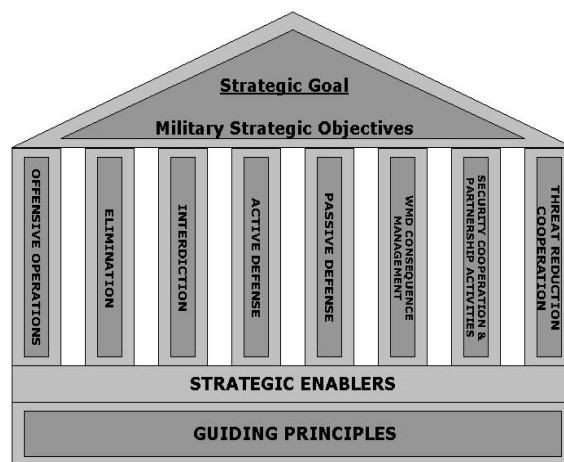 Strategic Goal
Military Strategic Objectives
OFFENSIVE OPERATIONS
ELIMINATION
INTERDICTION
ACTIVE DEFENSE
PASSIVE DEFENSE
WMD CONSEQUENCE
MANAGEMENT
SECURITY COOPERATION &
PARTNERSHIP ACTIVITIES
THREAT REDUCTION
COOPERATION
STRATEGIC ENABLERS
GUIDING PRINCIPLES